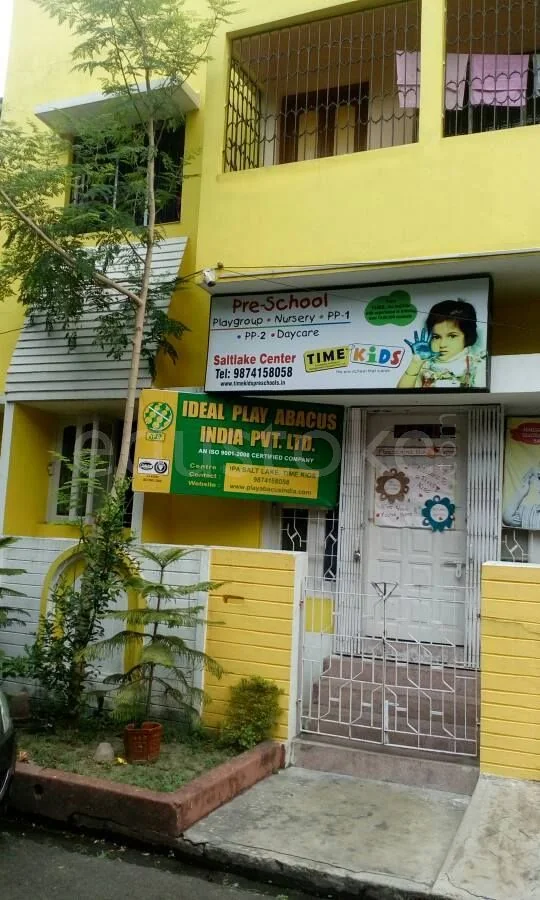 Pre-School
Playgroup • Nursery • PP-1
• PP-2 • Daycare
Saltlake Center
Tel: 9874158058
www.timekidspreschools.in
TIME KiDS
IDEAL PLAY ABACUS
INDIA PVT. LTD.
AN ISO 9001-2008 CERTIFIED COMPANY
Centre : IPA SALT LAKE, TIME KIDS
Contact : 9874158058
Website : www.playabacusindia.com